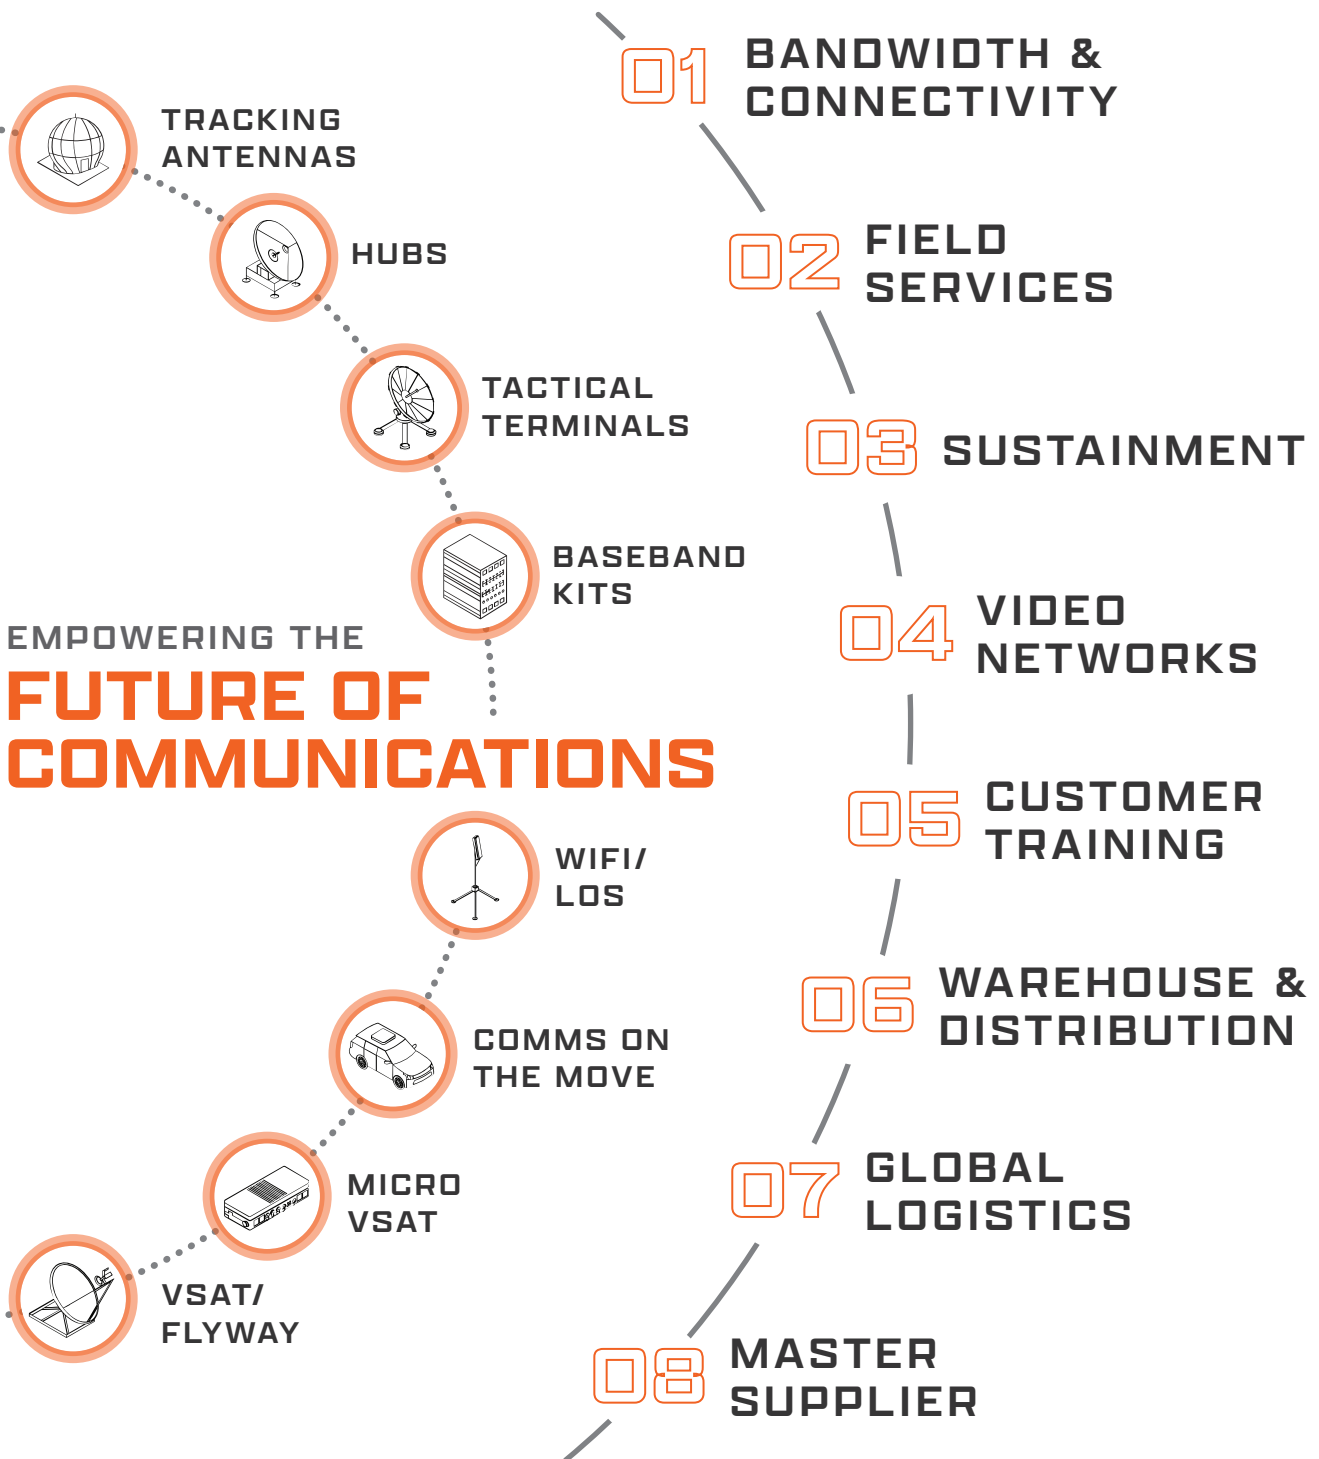 TRACKING
ANTENNAS
HUBS
TACTICAL
TERMINALS
BASEBAND
KITS
EMPOWERING THE
FUTURE OF
COMMUNICATIONS
WIFI/
LOS
COMMS ON
THE MOVE
MICRO
VSAT
VSAT/
FLYWAY
01 BANDWIDTH &
CONNECTIVITY
02 FIELD
SERVICES
03 SUSTAINMENT
04 VIDEO
NETWORKS
05 CUSTOMER
TRAINING
06 WAREHOUSE &
DISTRIBUTION
07 GLOBAL
LOGISTICS
08 MASTER
SUPPLIER